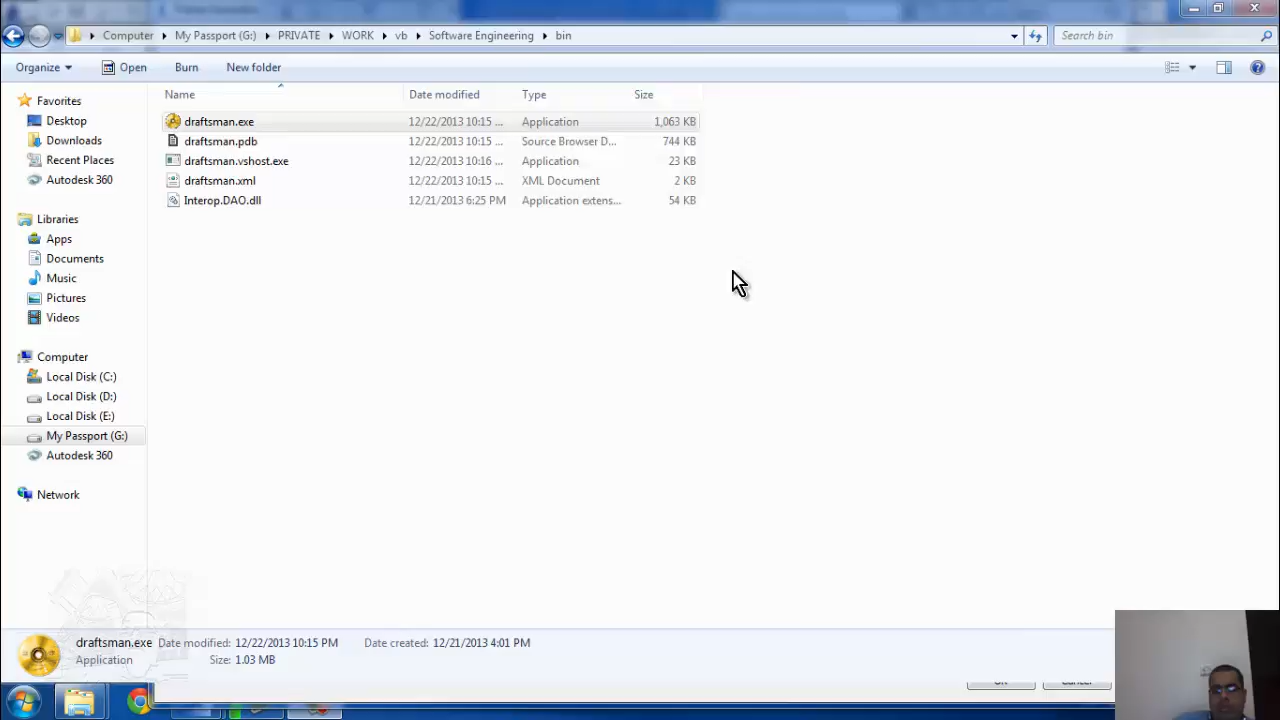 Computer My Passport (G:) PRIVATE WORK vb Software Engineering bin Search bin
Organize Open Burn New folder
Name Date modified Type Size
Favorites
Desktop
Downloads
Recent Places
Autodesk 360
Libraries
Apps
Documents
Music
Pictures
Videos
Computer
Local Disk (C:)
Local Disk (D:)
Local Disk (E:)
My Passport (G:)
Autodesk 360
Network
draftsman.exe 12/22/2013 10:15 ... Application 1,063 KB
draftsman.pdb 12/22/2013 10:15 ... Source Browser D... 744 KB
draftsman.vshost.exe 12/22/2013 10:16 ... Application 23 KB
draftsman.xml 12/22/2013 10:15 ... XML Document 2 KB
Interop.DAO.dll 12/21/2013 6:25 PM Application extens... 54 KB
draftsman.exe Date modified: 12/22/2013 10:15 PM Date created: 12/21/2013 4:01 PM
Application Size: 1.03 MB
Cancel